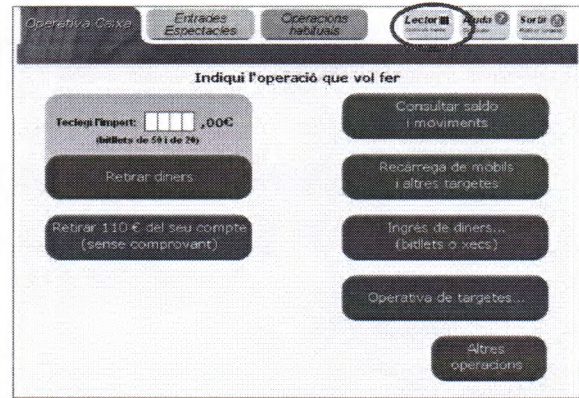 Operativa Caixa
Entrades
Espectacles
Operacions
habituals
Lector
Ajuda
Sortir
Indiqui l'operació que vol fer
Teclegi l'import: ,00€
(bitllets de 50 i de 20)
Retirar diners
Retirar 110 € del seu compte
(sense comprovant)
Consultar saldo
i moviments
Recàrrega de mòbils
i altres targetes
Ingrés de diners...
(bitllets o xecs)
Operativa de targetes...
Altres
operacions